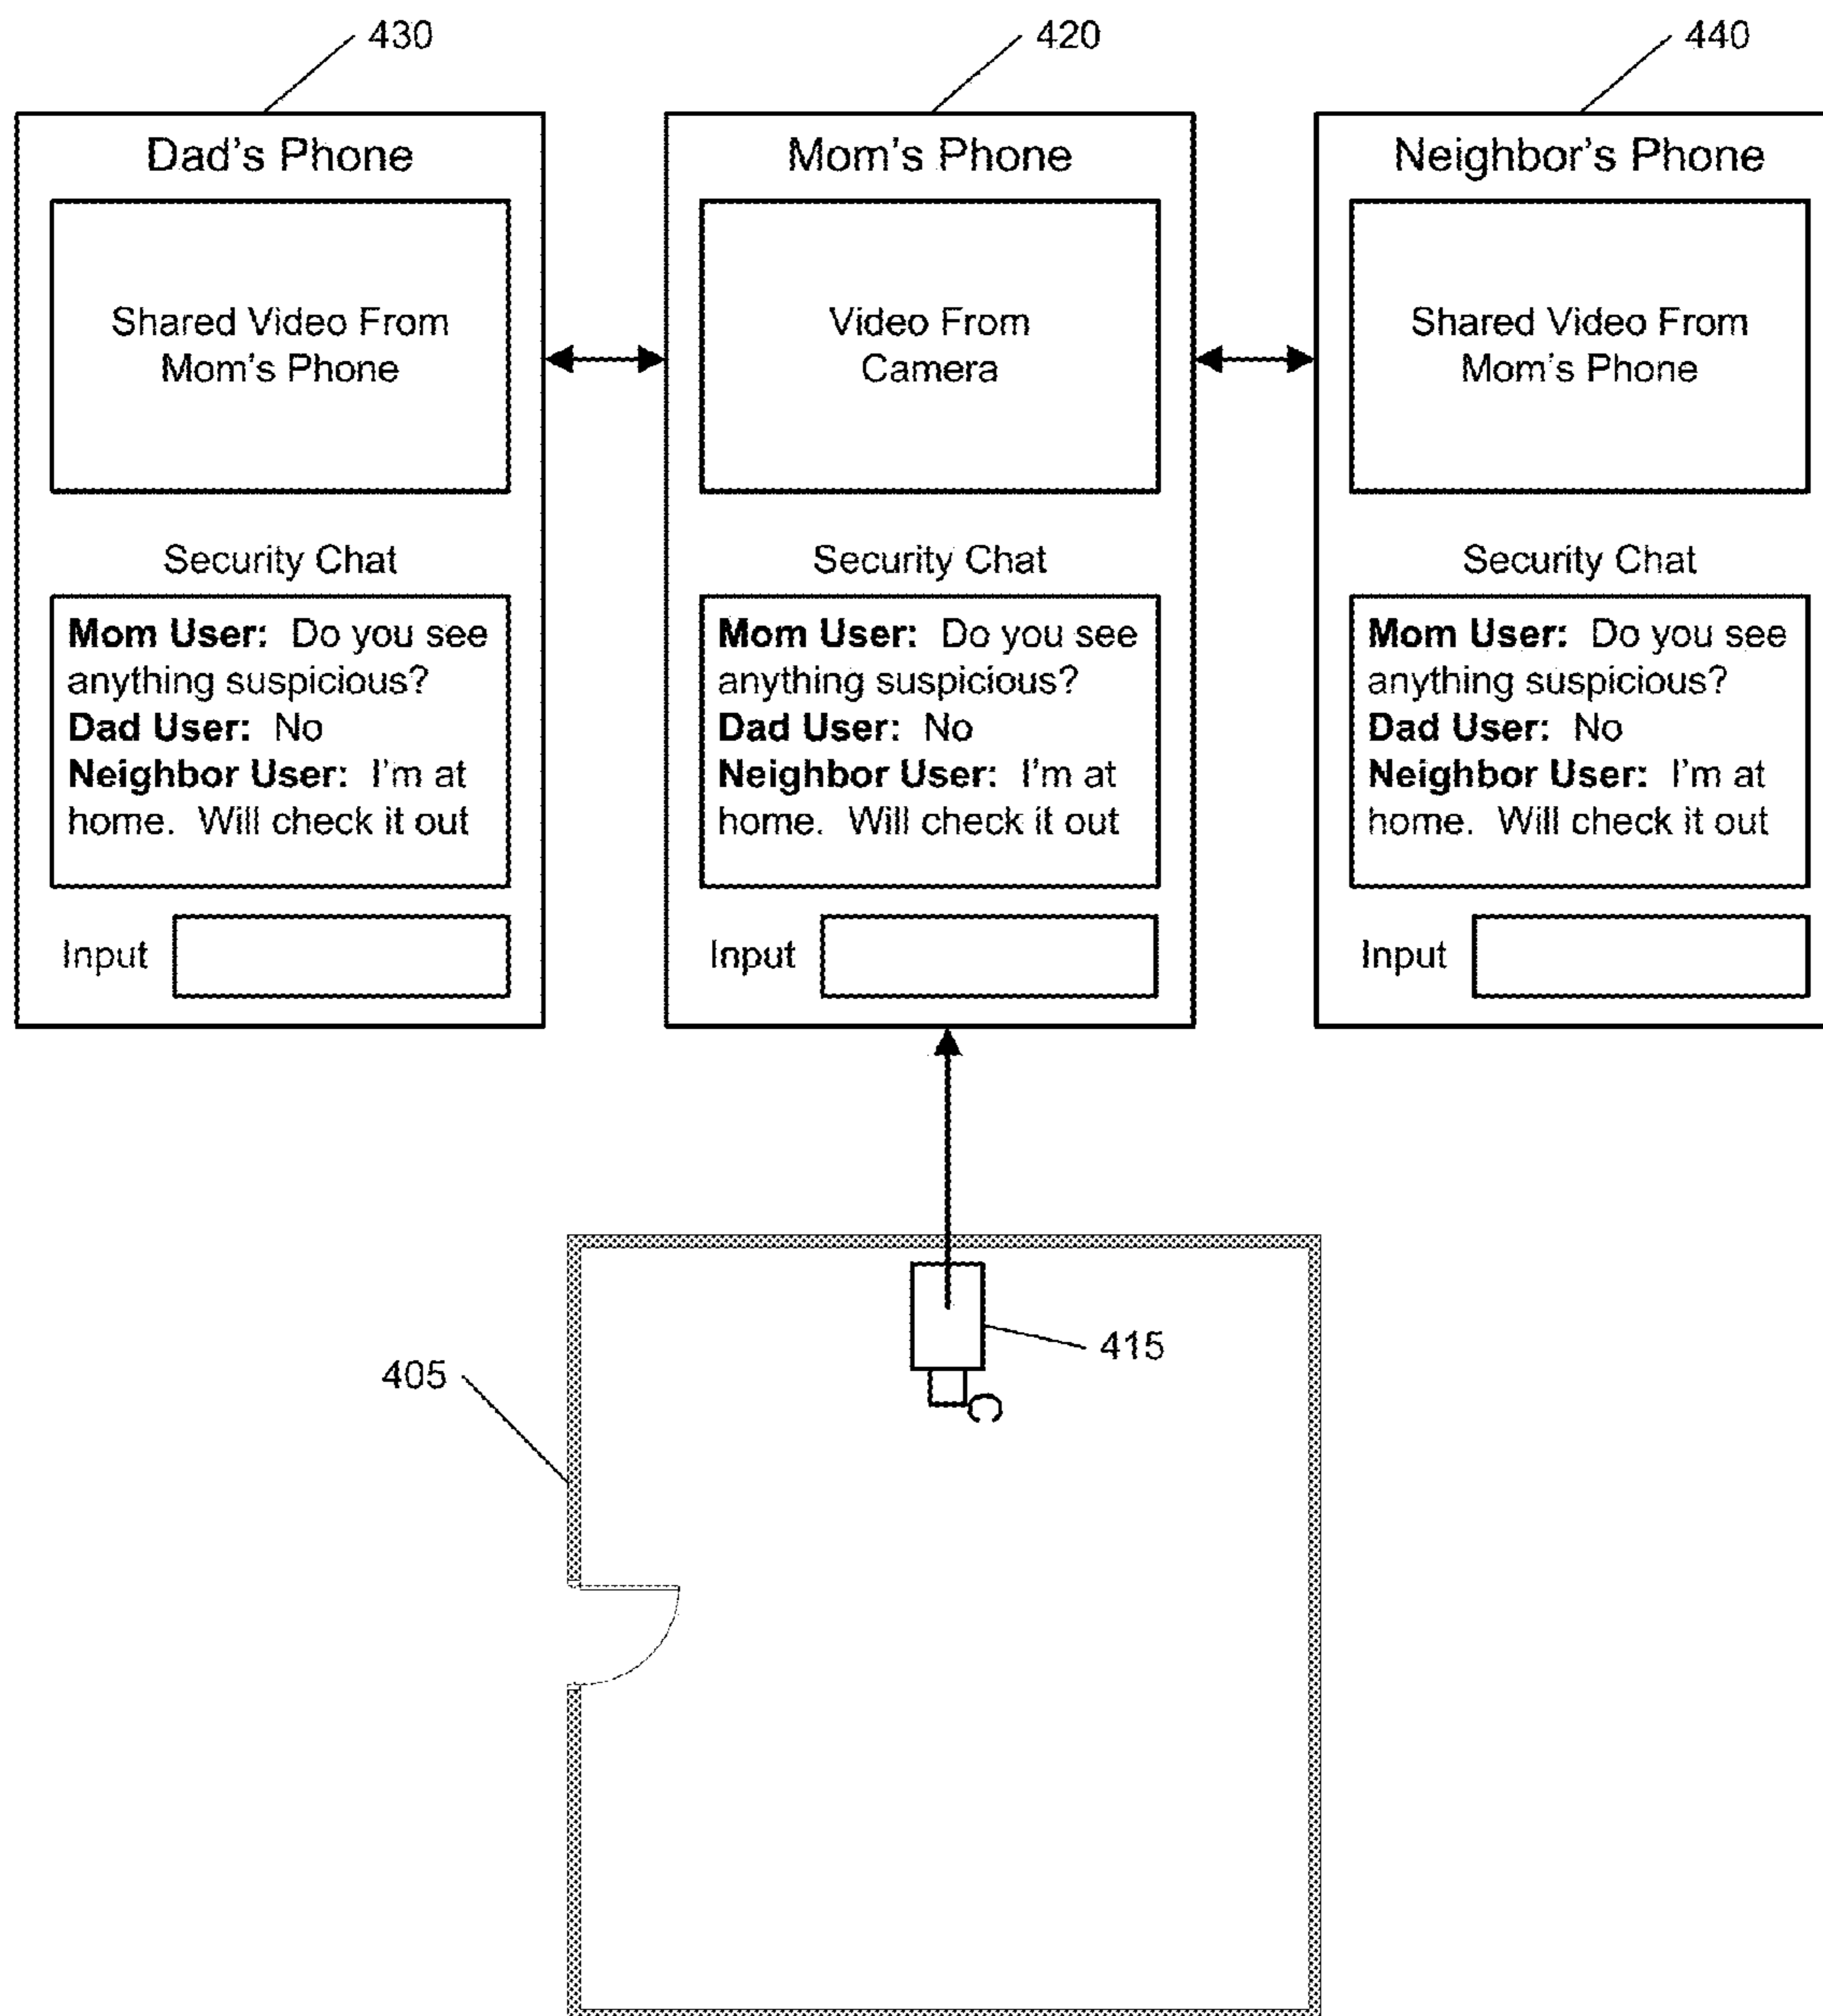 430
420
440
Dad's Phone
Shared Video From
Mom's Phone
Security Chat
Mom User: Do you see
anything suspicious?
Dad User: No
Neighbor User: I'm at
home. Will check it out
Input
Mom's Phone
Video From
Camera
Security Chat
Mom User: Do you see
anything suspicious?
Dad User: No
Neighbor User: I'm at
home. Will check it out
Input
Neighbor's Phone
Shared Video From
Mom's Phone
Security Chat
Mom User: Do you see
anything suspicious?
Dad User: No
Neighbor User: I'm at
home. Will check it out
Input
415
405